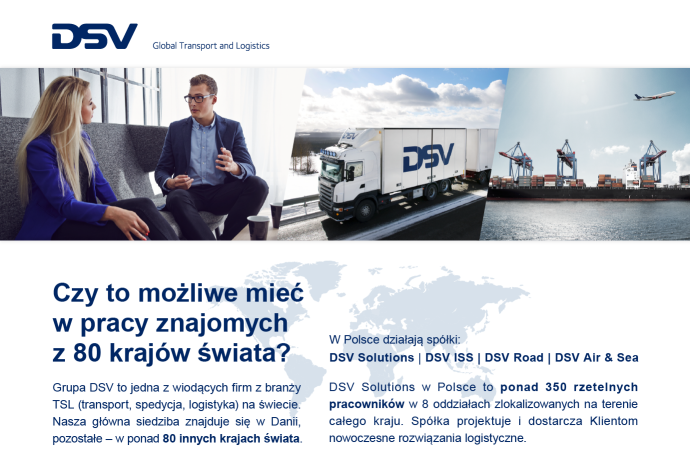 DSV
Global Transport and Logistics
DSV
Czy to możliwe mieć
w pracy znajomych
z 80 krajów świata?
Grupa DSV to jedna z wiodących firm z branży
TSL (transport, spedycja, logistyka) na świecie.
Nasza główna siedziba znajduje się w Danii,
pozostałe – w ponad 80 innych krajach świata.
W Polsce działają spółki:
DSV Solutions | DSV ISS | DSV Road | DSV Air & Sea
DSV Solutions w Polsce to ponad 350 rzetelnych
pracowników w 8 oddziałach zlokalizowanych na terenie
całego kraju. Spółka projektuje i dostarcza Klientom
nowoczesne rozwiązania logistyczne.